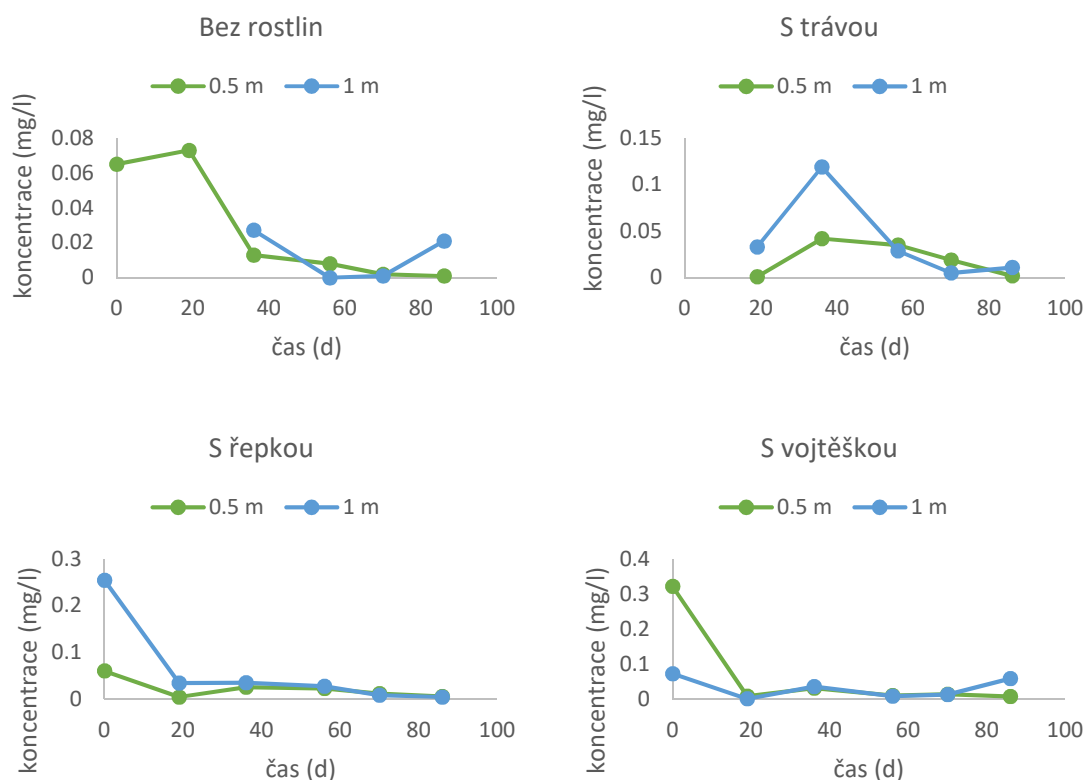 Bez rostlin
0.5 m 1 m
koncentrace (mg/l)
0.08
0.06
0.04
0.02
0
0 20 40 60 80 100
čas (d)
S trávou
0.5 m 1 m
koncentrace (mg/l)
0.15
0.1
0.05
0
0 20 40 60 80 100
čas (d)
S řepkou
0.5 m 1 m
koncentrace (mg/l)
0.3
0.2
0.1
0
0 20 40 60 80 100
čas (d)
S vojtěškou
0.5 m 1 m
koncentrace (mg/l)
0.4
0.3
0.2
0.1
0
0 20 40 60 80 100
čas (d)